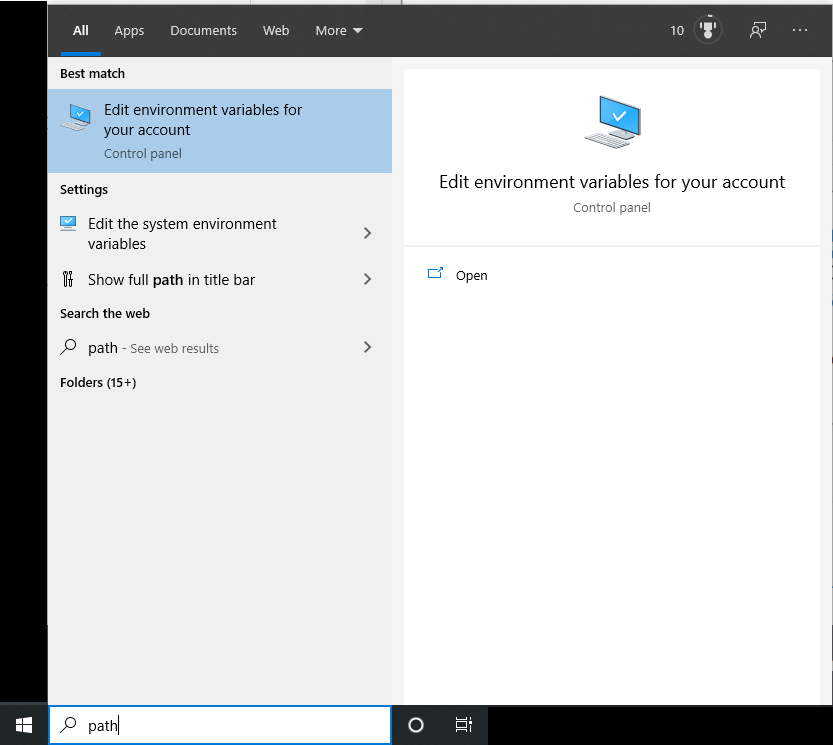 All Apps Documents Web More 10 ...
Best match
Edit environment variables for
your account
Control panel
Settings
Edit the system environment
variables
Show full path in title bar
Search the web
path - See web results
Folders (15+)
Edit environment variables for your account
Control panel
Open
path